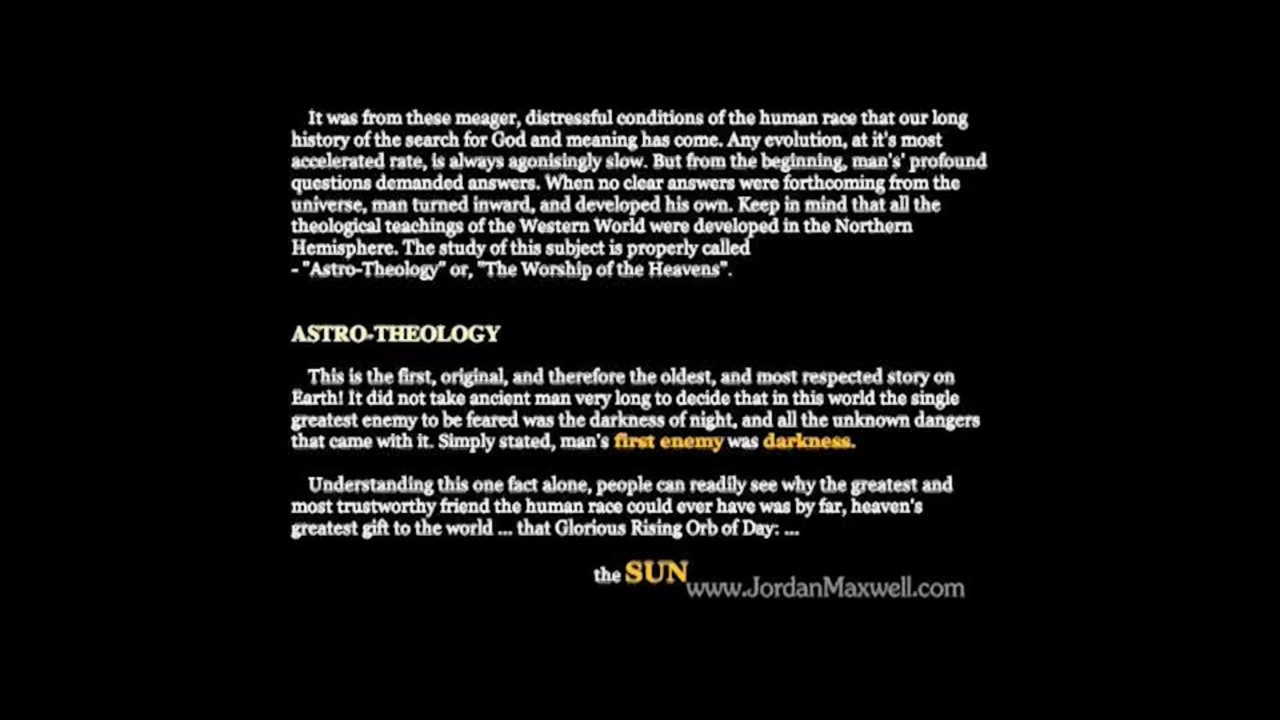 It was from these meager, distressful conditions of the human race that our long
history of the search for God and meaning has come. Any evolution, at it's most
accelerated rate, is always agonisingly slow. But from the beginning, man's' profound
questions demanded answers. When no clear answers were forthcoming from the
universe, man turned inward, and developed his own. Keep in mind that all the
theological teachings of the Western World were developed in the Northern
Hemisphere. The study of this subject is properly called
- "Astro-Theology" or, "The Worship of the Heavens".
ASTRO-THEOLOGY
This is the first, original, and therefore the oldest, and most respected story on
Earth! It did not take ancient man very long to decide that in this world the single
greatest enemy to be feared was the darkness of night, and all the unknown dangers
that came with it. Simply stated, man's first enemy was darkness.
Understanding this one fact alone, people can readily see why the greatest and
most trustworthy friend the human race could ever have was by far, heaven's
greatest gift to the world ... that Glorious Rising Orb of Day: ...
the SUN
www.JordanMaxwell.com